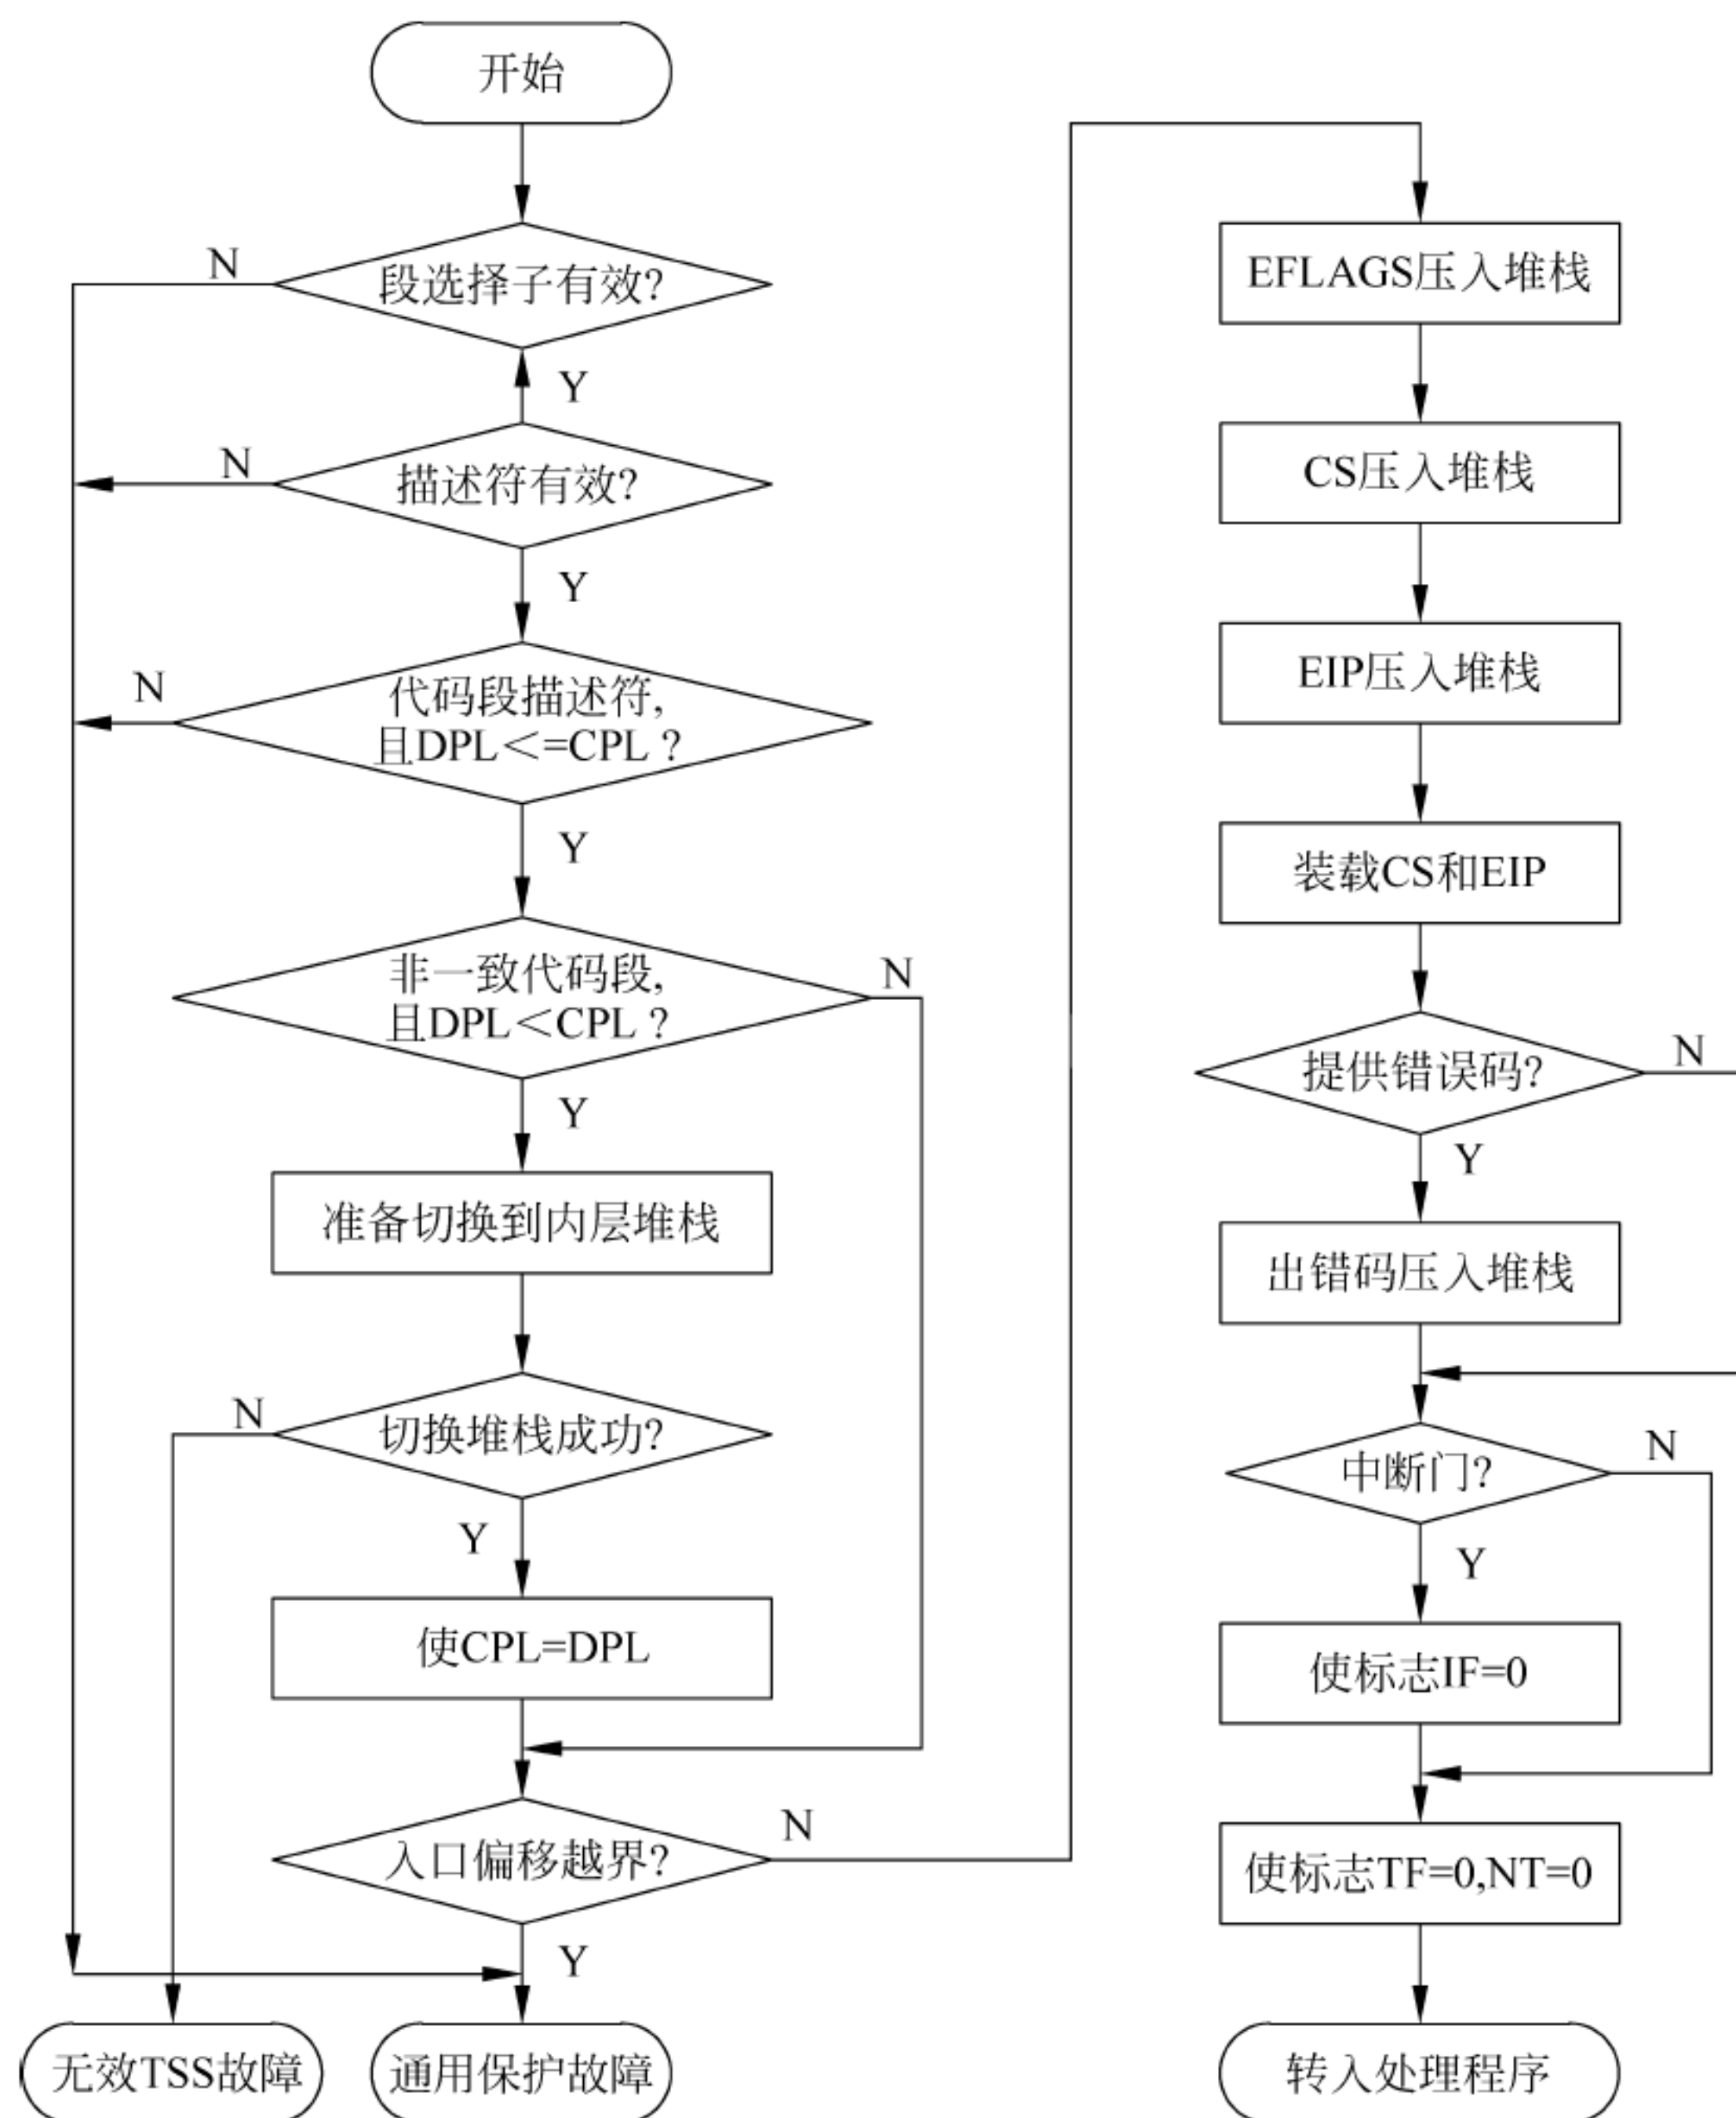 开始
N
段选择子有效?
Y
N
描述符有效?
Y
N
代码段描述符,
且DPL<=CPL ?
Y
非一致代码段,
且DPL<CPL ?
N
Y
准备切换到内层堆栈
N
切换堆栈成功?
Y
使CPL=DPL
入口偏移越界?
N
Y
无效TSS故障
通用保护故障
EFLAGS压入堆栈
CS压入堆栈
EIP压入堆栈
装载CS和EIP
提供错误码?
N
Y
出错码压入堆栈
中断门?
N
Y
使标志IF=0
使标志TF=0,NT=0
转入处理程序